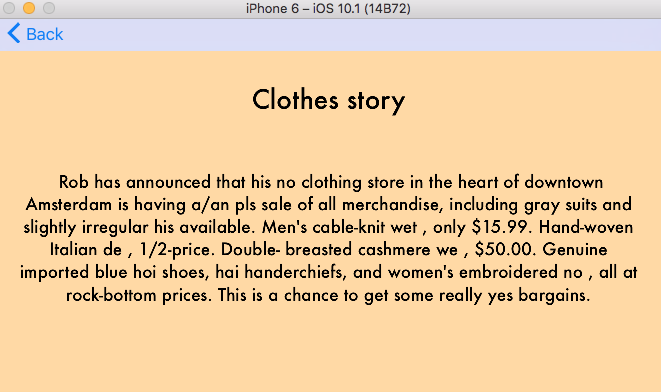 iPhone 6 – iOS 10.1 (14B72)
Back
Clothes story
Rob has announced that his no clothing store in the heart of downtown
Amsterdam is having a/an pls sale of all merchandise, including gray suits and
slightly irregular his available. Men's cable-knit wet , only $15.99. Hand-woven
Italian de , 1/2-price. Double- breasted cashmere we , $50.00. Genuine
imported blue hoi shoes, hai handerchiefs, and women's embroidered no , all at
rock-bottom prices. This is a chance to get some really yes bargains.